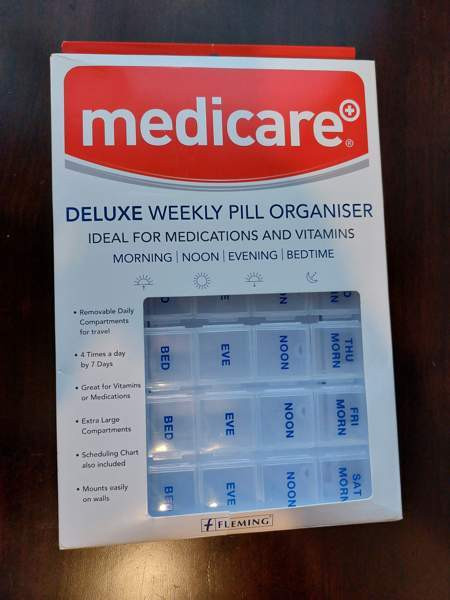 medicare
®
DELUXE WEEKLY PILL ORGANISER
IDEAL FOR MEDICATIONS AND VITAMINS
MORNING | NOON | EVENING | BEDTIME
• Removable Daily
Compartments
for travel
• 4 Times a day
by 7 Days
• Great for Vitamins
or Medications
• Extra Large
Compartments
• Scheduling Chart
also included
• Mounts easily
on walls
BED
EVE
NOON
THU
MORN
BED
EVE
NOON
FRI
MORN
BED
EVE
NOON
SAT
MORN
FLEMING